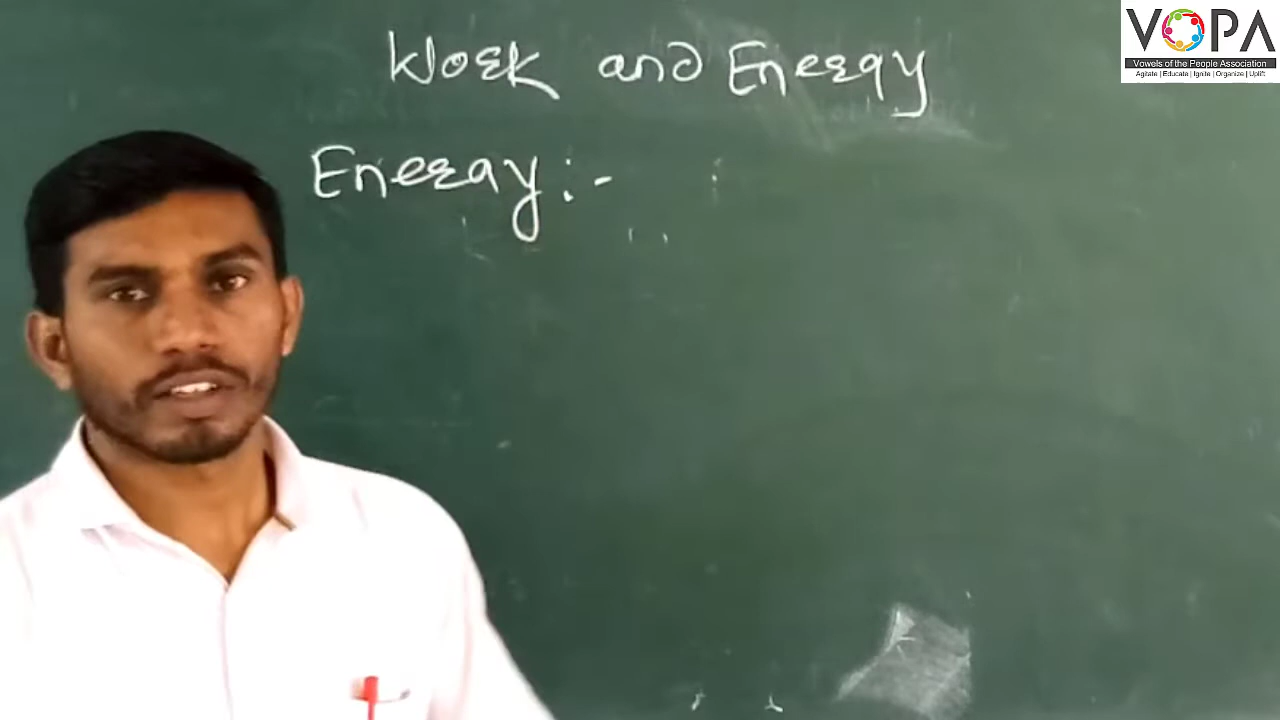 Work and Energy
Energy :-
VOPA
Vowels of the People Association
Agitate | Educate | Ignite | Organize | Uplift